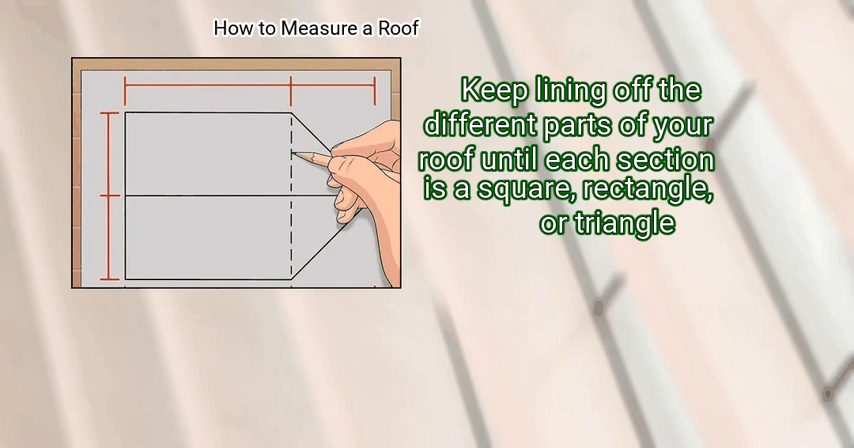 How to Measure a Roof
Keep lining off the
different parts of your
roof until each section
is a square, rectangle,
or triangle